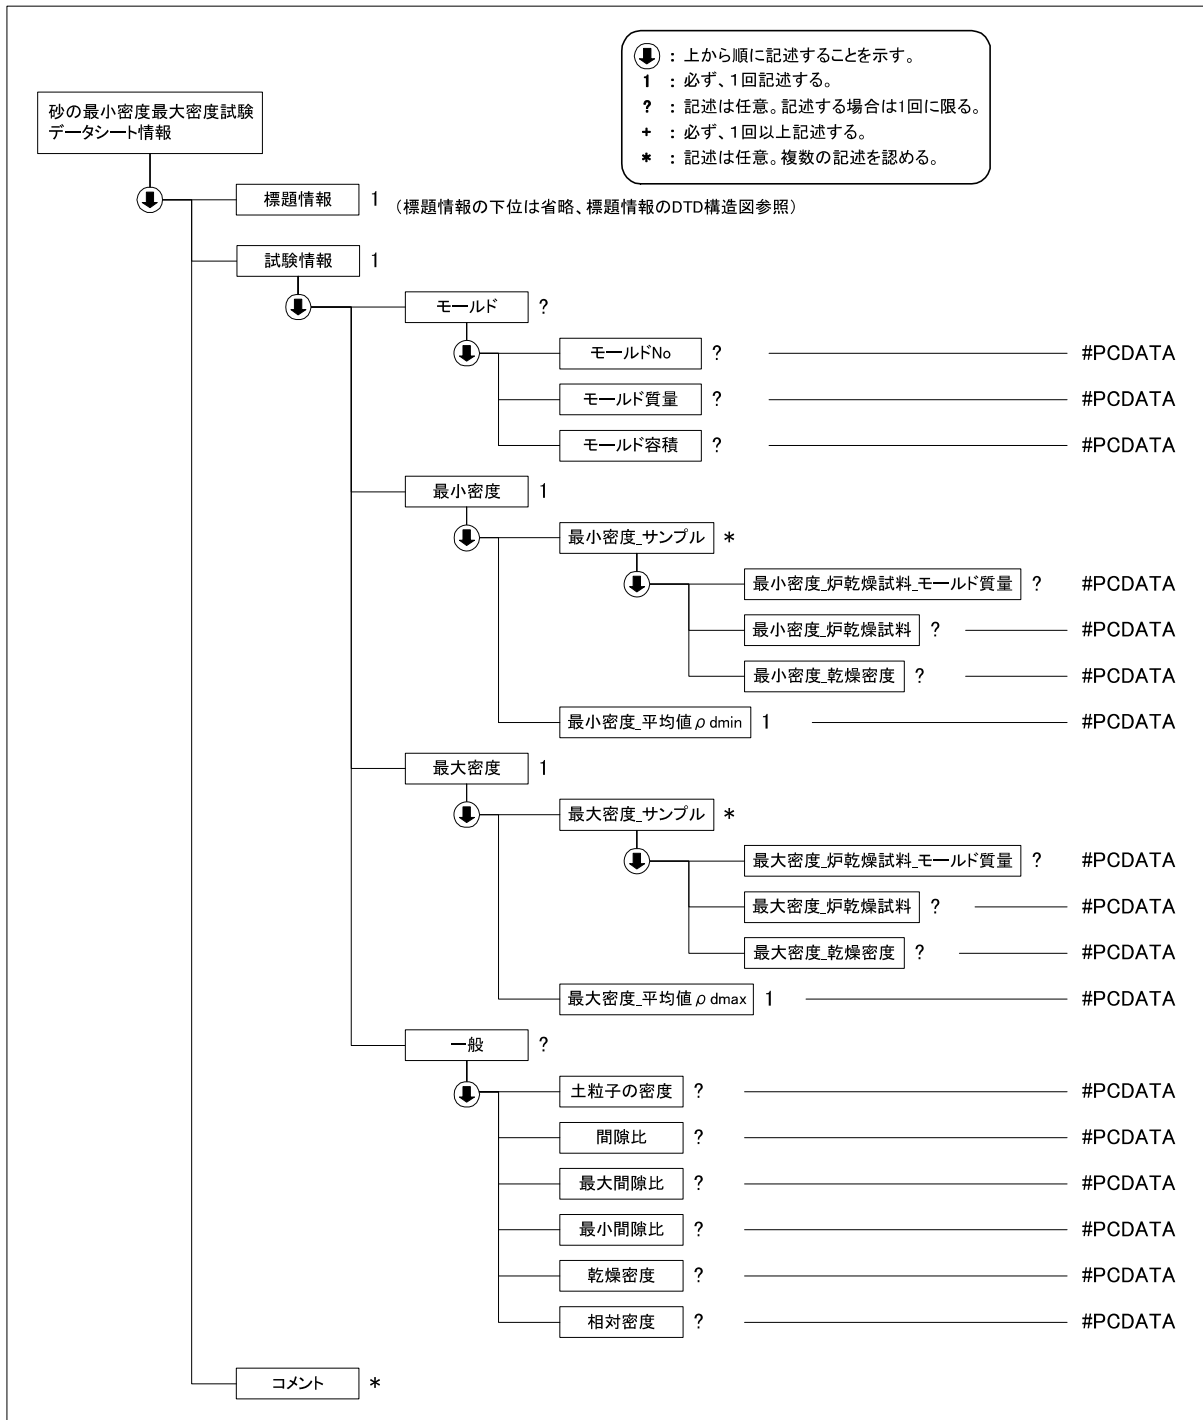 ： 上から順に記述することを示す。
1 ： 必ず、1回記述する。
? ： 記述は任意。記述する場合は1回に限る。
+ ： 必ず、1回以上記述する。
* ： 記述は任意。複数の記述を認める。
砂の最小密度最大密度試験
データシート情報
標題情報 1 （標題情報の下位は省略、標題情報のDTD構造図参照）
試験情報 1
モールド ?
モールドNo ? #PCDATA
モールド質量 ? #PCDATA
モールド容積 ? #PCDATA
最小密度 1
最小密度_サンプル *
最小密度_炉乾燥試料_モールド質量 ? #PCDATA
最小密度_炉乾燥試料 ? #PCDATA
最小密度_乾燥密度 ? #PCDATA
最小密度_平均値ρdmin 1 #PCDATA
最大密度 1
最大密度_サンプル *
最大密度_炉乾燥試料_モールド質量 ? #PCDATA
最大密度_炉乾燥試料 ? #PCDATA
最大密度_乾燥密度 ? #PCDATA
最大密度_平均値ρdmax 1 #PCDATA
一般 ?
土粒子の密度 ? #PCDATA
間隙比 ? #PCDATA
最大間隙比 ? #PCDATA
最小間隙比 ? #PCDATA
乾燥密度 ? #PCDATA
相対密度 ? #PCDATA
コメント *